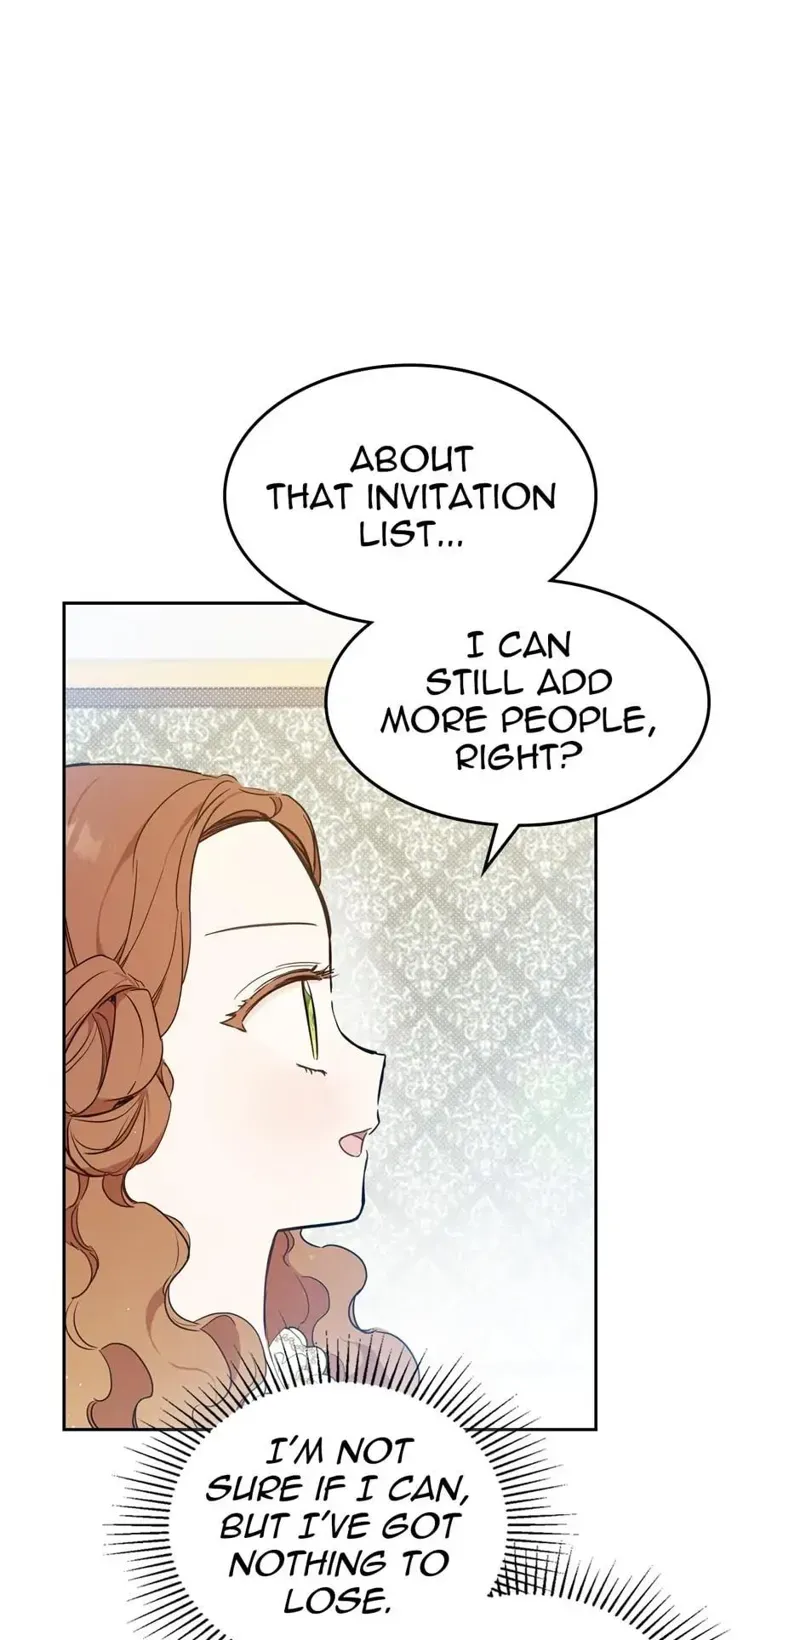 ABOUT
THAT INVITATION
LIST...
I CAN
STILL ADD
MORE PEOPLE,
RIGHT?
I'M NOT
SURE IF I CAN,
BUT I'VE GOT
NOTHING TO
LOSE.